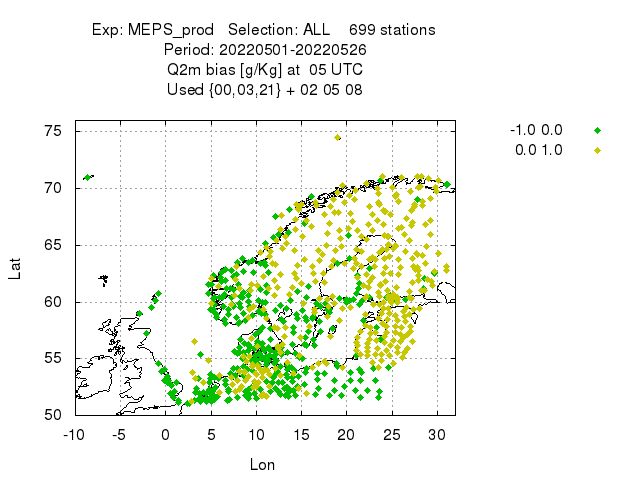 Exp: MEPS_prod   Selection: ALL    699 stations
Period: 20220501-20220526
Q2m bias [g/Kg] at  05 UTC
Used {00,03,21} + 02 05 08
-1.0 0.0
0.0 1.0
75
70
65
60
55
50
Lat
-10 -5 0 5 10 15 20 25 30
Lon